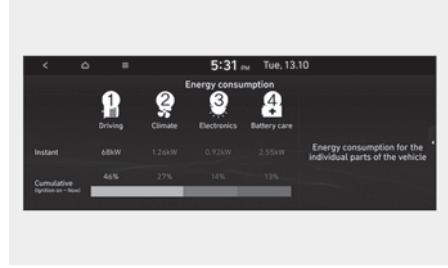 5:31 PM Tue, 13.10
Energy consumption
1 2 3 4
Driving Climate Electronics Battery care
Instant 68kW 1.26kW 0.92kW 2.55kW
Energy consumption for the
individual parts of the vehicle
Cumulative 46% 27% 14% 13%
(Ignition on ~ Now)